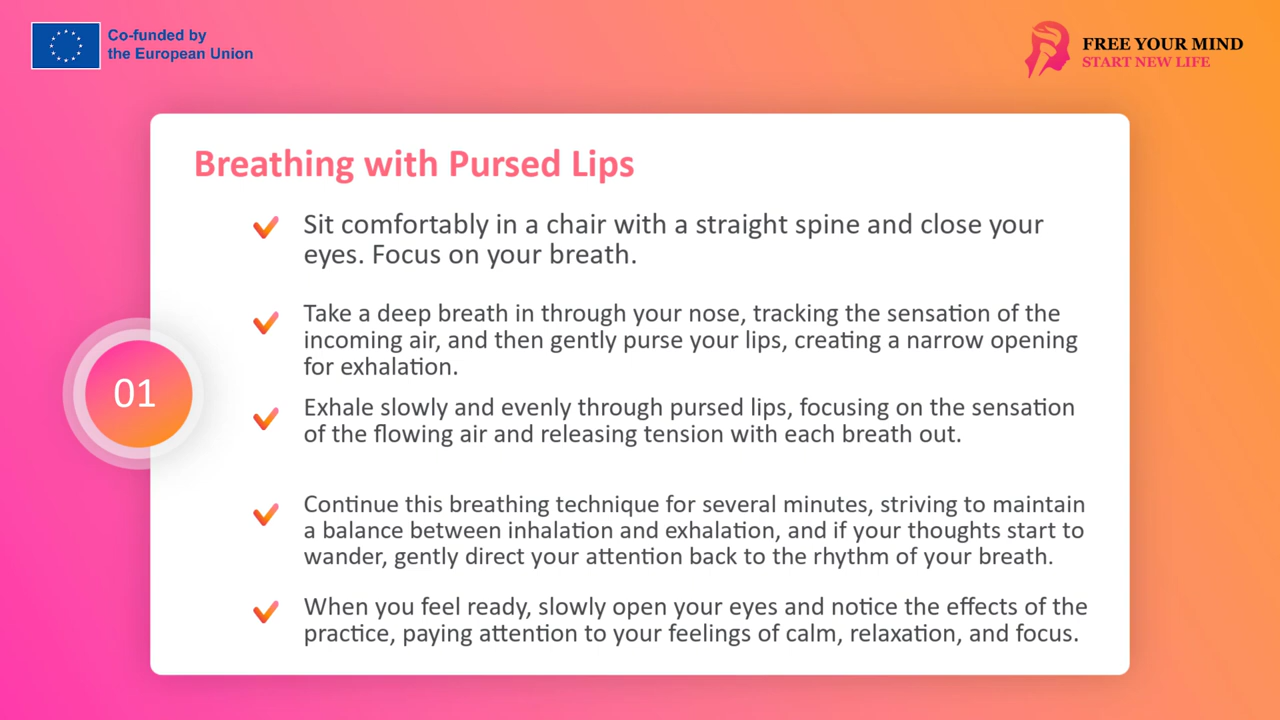 Co-funded by
the European Union
FREE YOUR MIND
START NEW LIFE
Breathing with Pursed Lips
Sit comfortably in a chair with a straight spine and close your
eyes. Focus on your breath.
Take a deep breath in through your nose, tracking the sensation of the
incoming air, and then gently purse your lips, creating a narrow opening
for exhalation.
01
Exhale slowly and evenly through pursed lips, focusing on the sensation
of the flowing air and releasing tension with each breath out.
Continue this breathing technique for several minutes, striving to maintain
a balance between inhalation and exhalation, and if your thoughts start to
wander, gently direct your attention back to the rhythm of your breath.
When you feel ready, slowly open your eyes and notice the effects of the
practice, paying attention to your feelings of calm, relaxation, and focus.